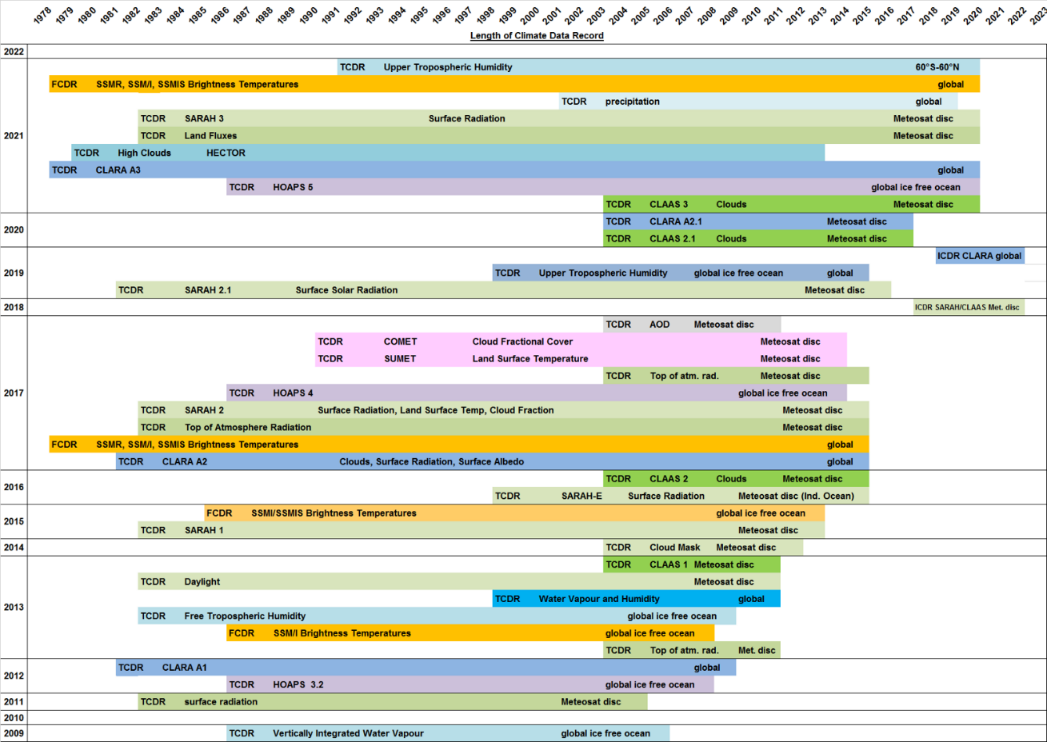 1978 1979 1980 1981 1982 1983 1984 1985 1986 1987 1988 1989 1990 1991 1992 1993 1994 1995 1996 1997 1998 1999 2000 2001 2002 2003 2004 2005 2006 2007 2008 2009 2010 2011 2012 2013 2014 2015 2016 2017 2018 2019 2020 2021 2022 2023
Length of Climate Data Record
2022
TCDR Upper Tropospheric Humidity 60°S-60°N
FCDR SSMR, SSM/I, SSMIS Brightness Temperatures global
TCDR precipitation global
TCDR SARAH 3 Surface Radiation Meteosat disc
2021
TCDR Land Fluxes Meteosat disc
TCDR High Clouds HECTOR
TCDR CLARA A3 global
TCDR HOAPS 5 global ice free ocean
TCDR CLAAS 3 Clouds Meteosat disc
2020
TCDR CLARA A2.1 Meteosat disc
TCDR CLAAS 2.1 Clouds Meteosat disc
ICDR CLARA global
2019
TCDR Upper Tropospheric Humidity global ice free ocean global
TCDR SARAH 2.1 Surface Solar Radiation Meteosat disc
2018 ICDR SARAH/CLAAS Met. disc
TCDR AOD Meteosat disc
TCDR COMET Cloud Fractional Cover Meteosat disc
TCDR SUMET Land Surface Temperature Meteosat disc
TCDR Top of atm. rad. Meteosat disc
2017 TCDR HOAPS 4 global ice free ocean
TCDR SARAH 2 Surface Radiation, Land Surface Temp, Cloud Fraction Meteosat disc
TCDR Top of Atmosphere Radiation Meteosat disc
FCDR SSMR, SSM/I, SSMIS Brightness Temperatures global
TCDR CLARA A2 Clouds, Surface Radiation, Surface Albedo global
2016
TCDR CLAAS 2 Clouds Meteosat disc
TCDR SARAH-E Surface Radiation Meteosat disc (Ind. Ocean)
2015
FCDR SSMI/SSMIS Brightness Temperatures global ice free ocean
TCDR SARAH 1 Meteosat disc
2014 TCDR Cloud Mask Meteosat disc
TCDR CLAAS 1 Meteosat disc
TCDR Daylight Meteosat disc
TCDR Water Vapour and Humidity global
2013
TCDR Free Tropospheric Humidity global ice free ocean
FCDR SSM/I Brightness Temperatures global ice free ocean
TCDR Top of atm. rad. Met. disc
2012
TCDR CLARA A1 global
TCDR HOAPS 3.2 global ice free ocean
2011 TCDR surface radiation Meteosat disc
2010
2009 TCDR Vertically Integrated Water Vapour global ice free ocean